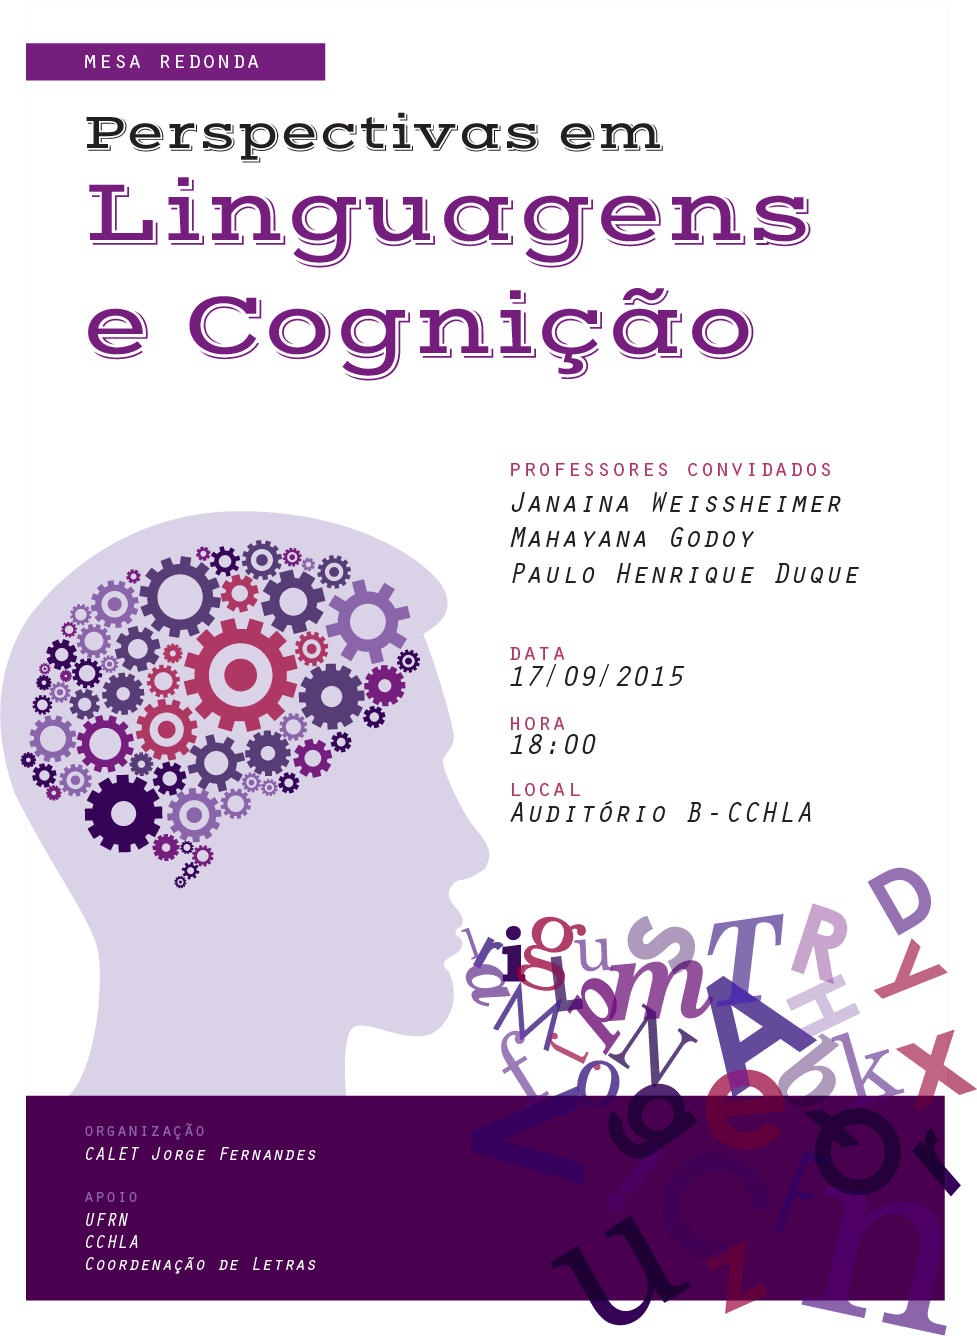 MESA REDONDA
Perspectivas em
Linguagens
e Cognição
PROFESSORES CONVIDADOS
JANAINA WEISSHEIMER
MAHAYANA GODOY
PAULO HENRIQUE DUQUE
DATA
17/09/2015
HORA
18:00
LOCAL
AUDITÓRIO B-CCHLA
ORGANIZAÇÃO
CALET JORGE FERNANDES
APOIO
UFRN
CCHLA
COORDENAÇÃO DE LETRAS